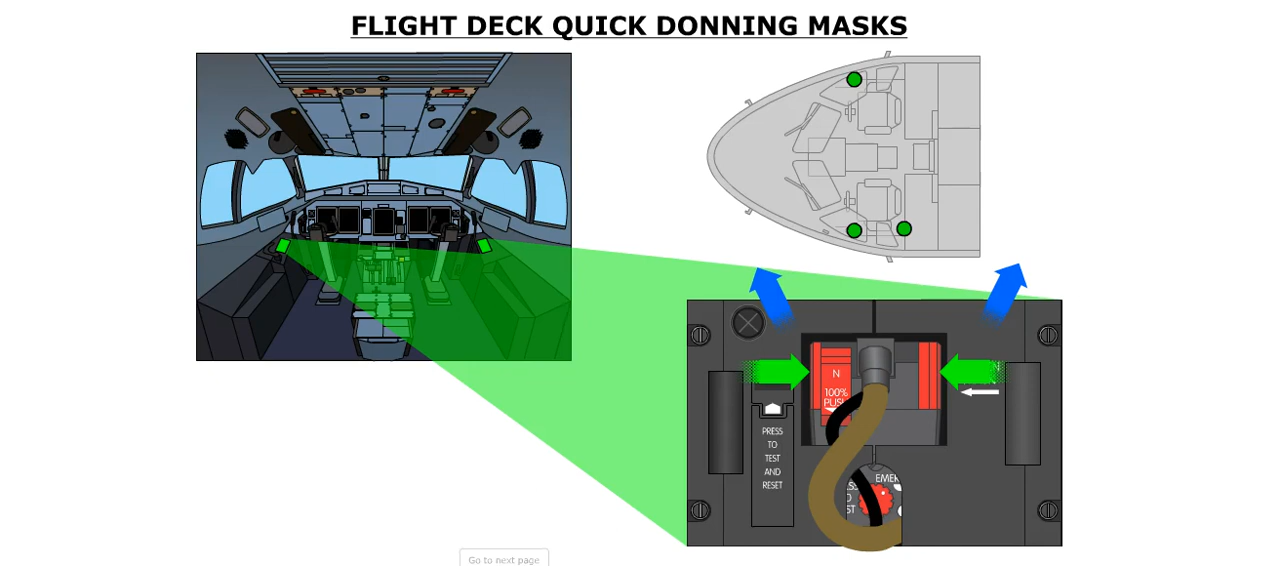 FLIGHT DECK QUICK DONNING MASKS
N
100%
PUSH
PRESS
TO
TEST
AND
RESET
EMER
Go to next page